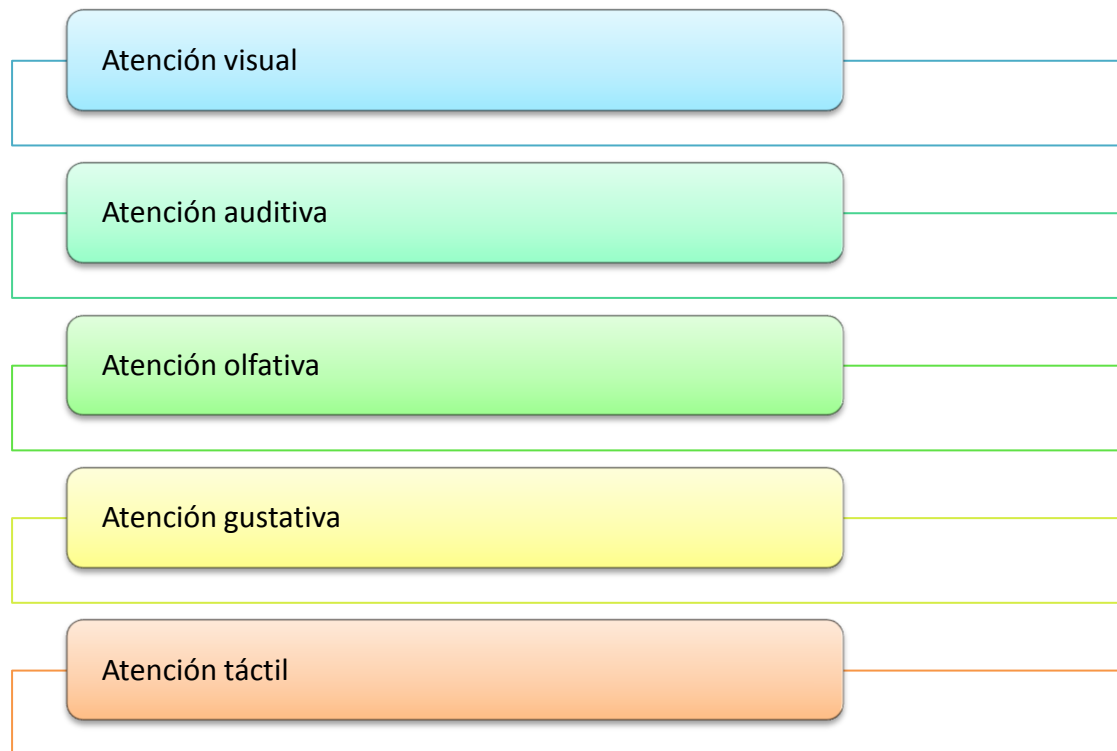 Atención visual
Atención auditiva
Atención olfativa
Atención gustativa
Atención táctil